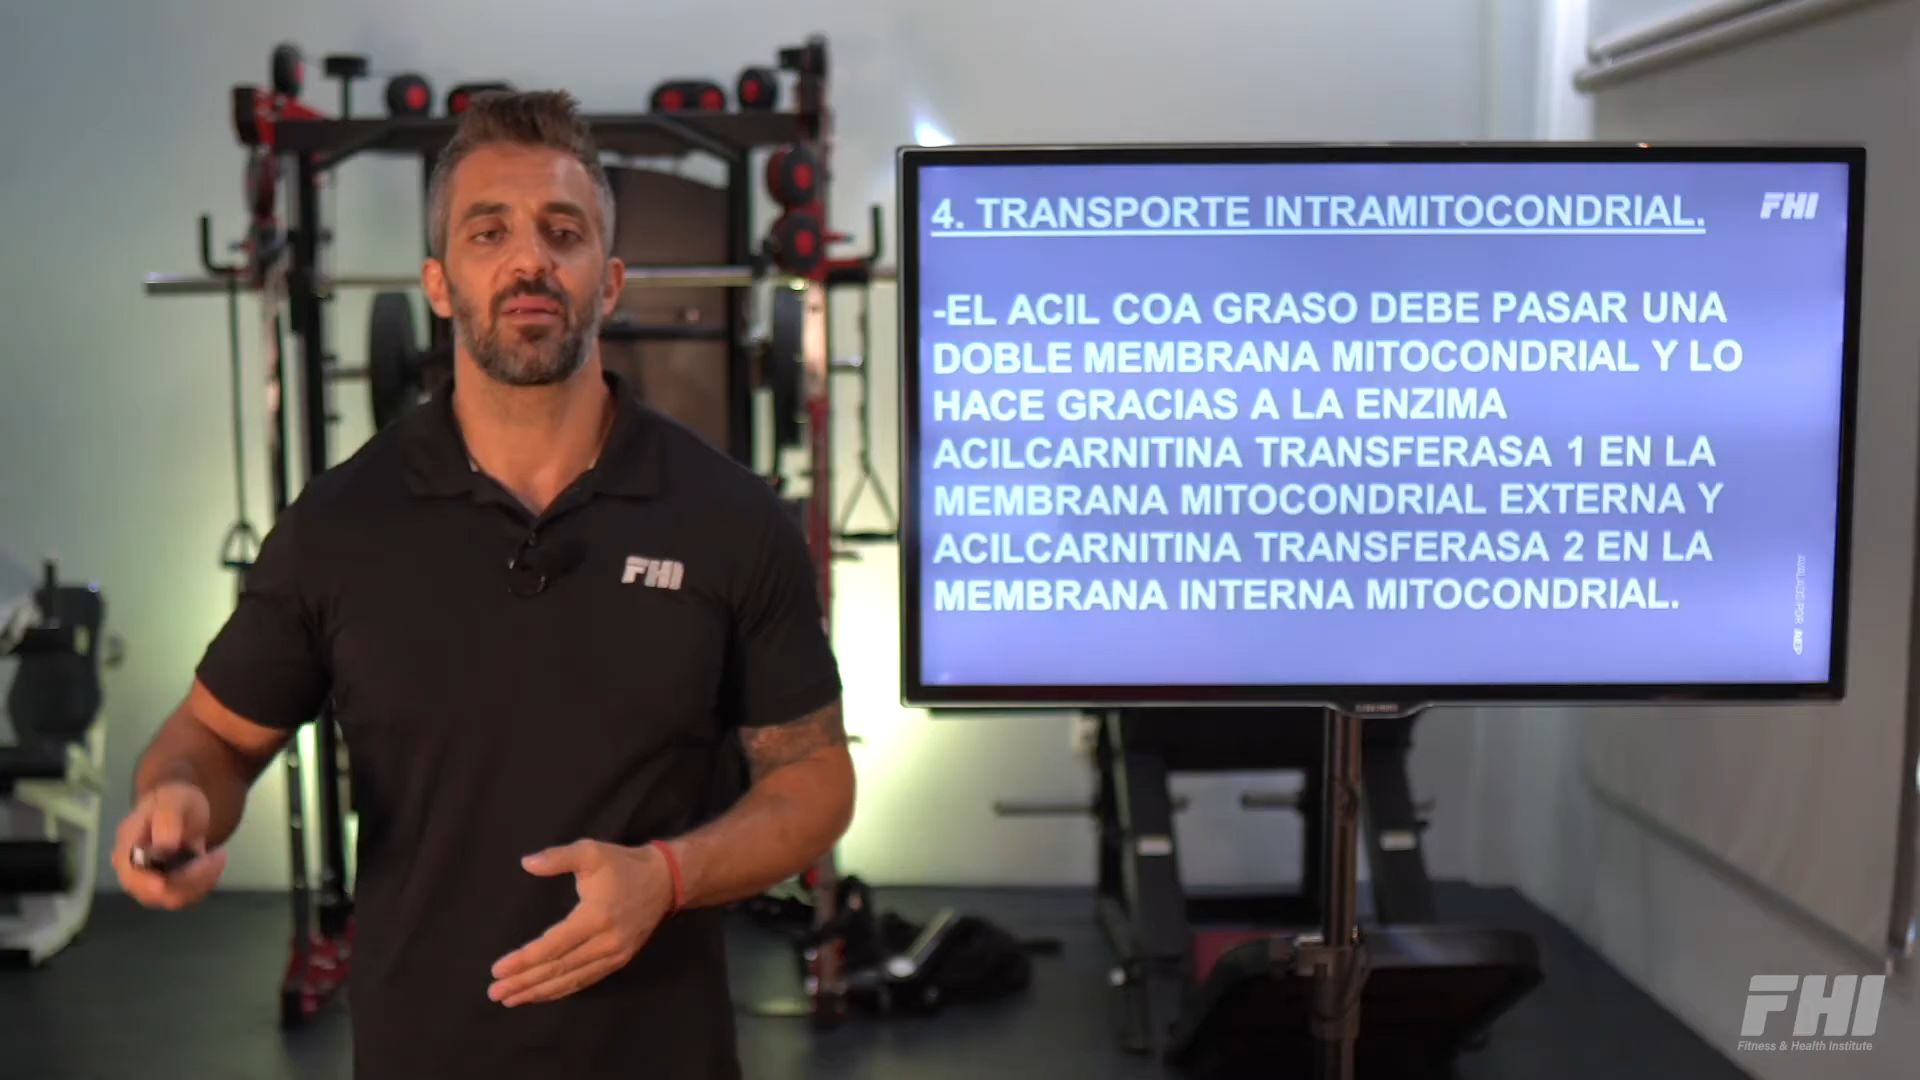 4. TRANSPORTE INTRAMITOCONDRIAL.
FHI
-EL ACIL COA GRASO DEBE PASAR UNA
DOBLE MEMBRANA MITOCONDRIAL Y LO
HACE GRACIAS A LA ENZIMA
ACILCARNITINA TRANSFERASA 1 EN LA
MEMBRANA MITOCONDRIAL EXTERNA Y
ACILCARNITINA TRANSFERASA 2 EN LA
MEMBRANA INTERNA MITOCONDRIAL.
FHI
FHI
Fitness & Health Institute